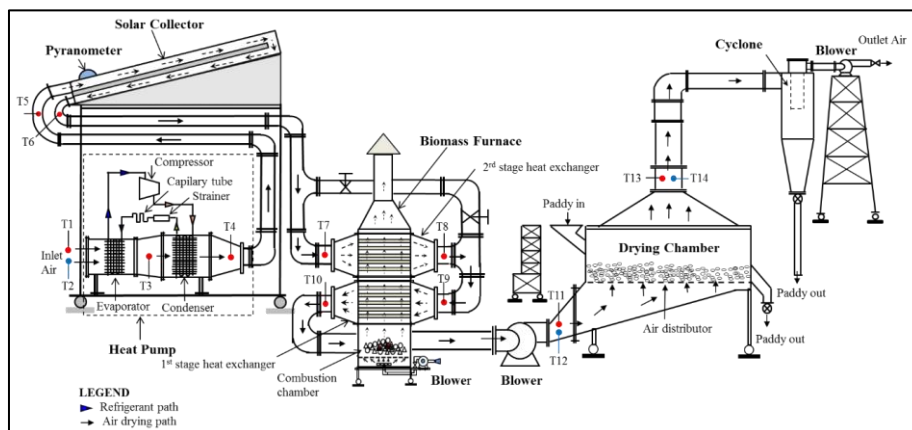 Solar Collector
Pyranometer
T5
T6
Compressor
Capilary tube
Strainer
T1
T4
Inlet
Air
T2
T3
Evaporator
Condenser
Heat Pump
LEGEND
Refrigerant path
Air drying path
Biomass Furnace
2rd stage heat exchanger
T7
T8
T10
T9
1st stage heat exchanger
Combustion
chamber
Blower
Blower
T11
T12
Paddy in
Drying Chamber
Air distributor
T13
T14
Cyclone
Blower
Outlet Air
Paddy out
Paddy out